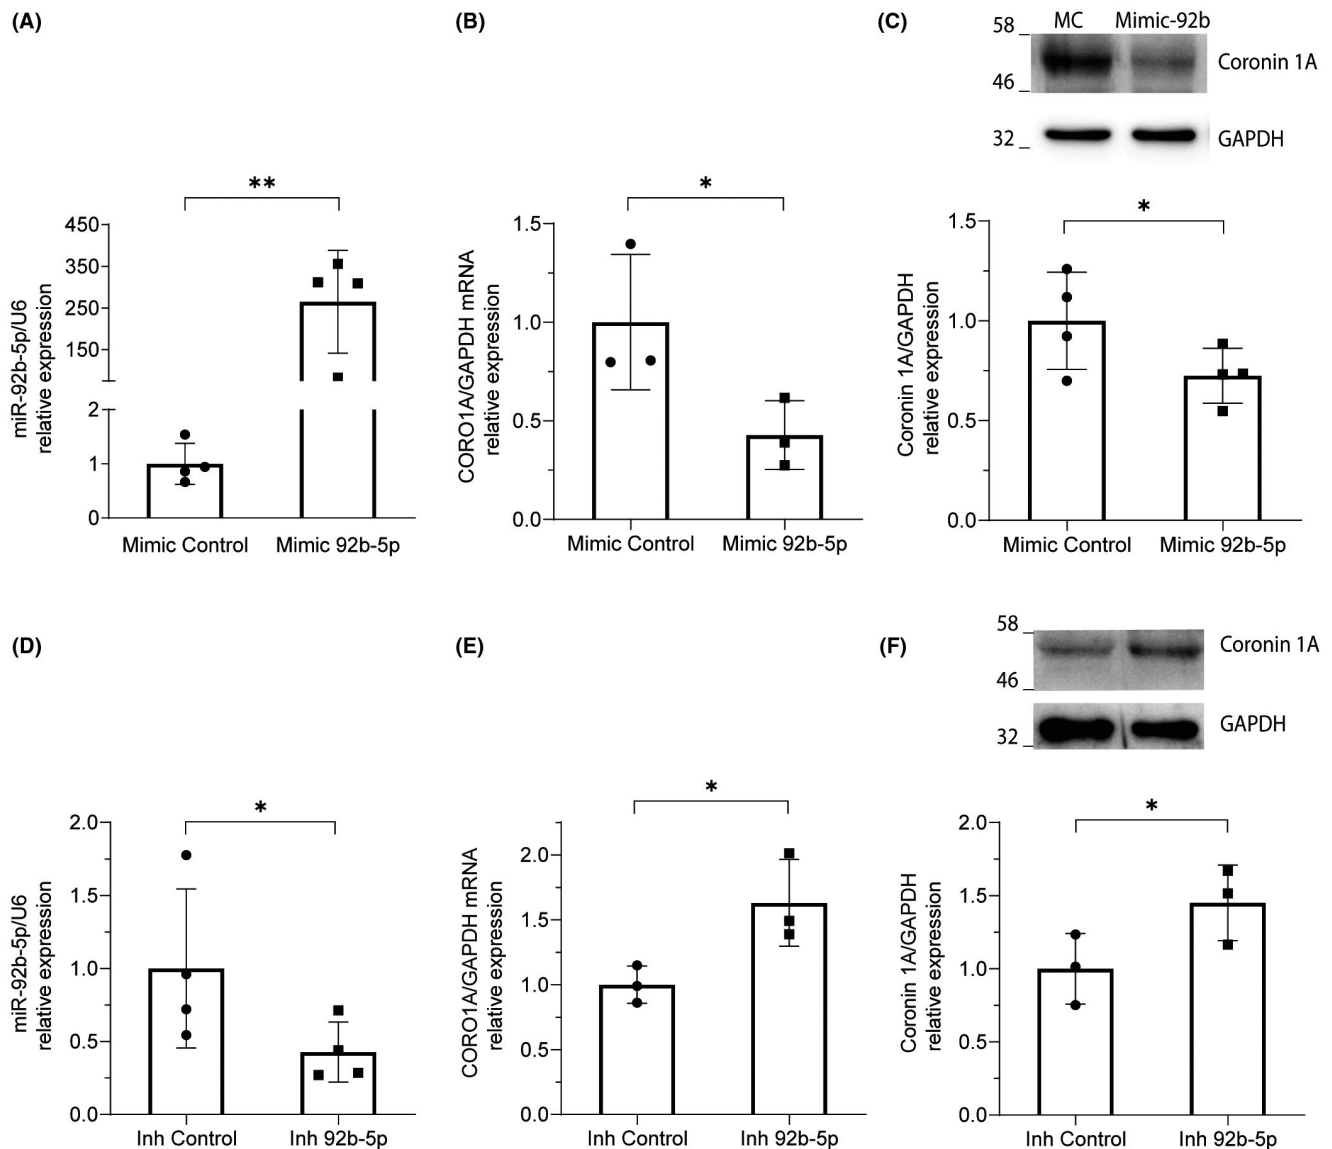 (A)
**
450
350
250
150
2
1
0
miR-92b-5p/U6
relative expression
Mimic Control
Mimic 92b-5p
(B)
*
1.5
1.0
0.5
0.0
CORO1A/GAPDH mRNA
relative expression
Mimic Control
Mimic 92b-5p
(C)
MC
Mimic-92b
58
46
Coronin 1A
32
GAPDH
*
1.5
1.0
0.5
0.0
Coronin 1A/GAPDH
relative expression
Mimic Control
Mimic 92b-5p
(D)
*
2.0
1.5
1.0
0.5
0.0
miR-92b-5p/U6
relative expression
Inh Control
Inh 92b-5p
(E)
*
2.0
1.5
1.0
0.5
0.0
CORO1A/GAPDH mRNA
relative expression
Inh Control
Inh 92b-5p
(F)
58
46
Coronin 1A
32
GAPDH
*
2.0
1.5
1.0
0.5
0.0
Coronin 1A/GAPDH
relative expression
Inh Control
Inh 92b-5p